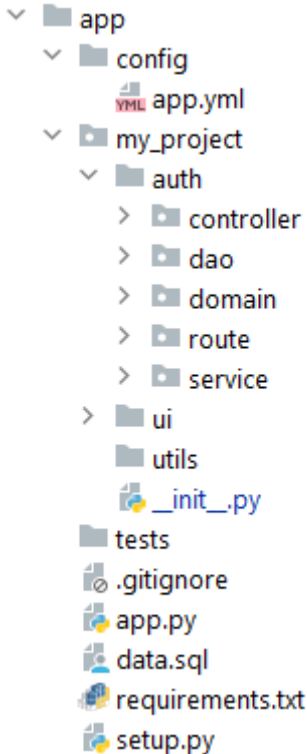 app
config
YML app.yml
my_project
auth
controller
dao
domain
route
service
ui
utils
__init__.py
tests
.gitignore
app.py
data.sql
requirements.txt
setup.py